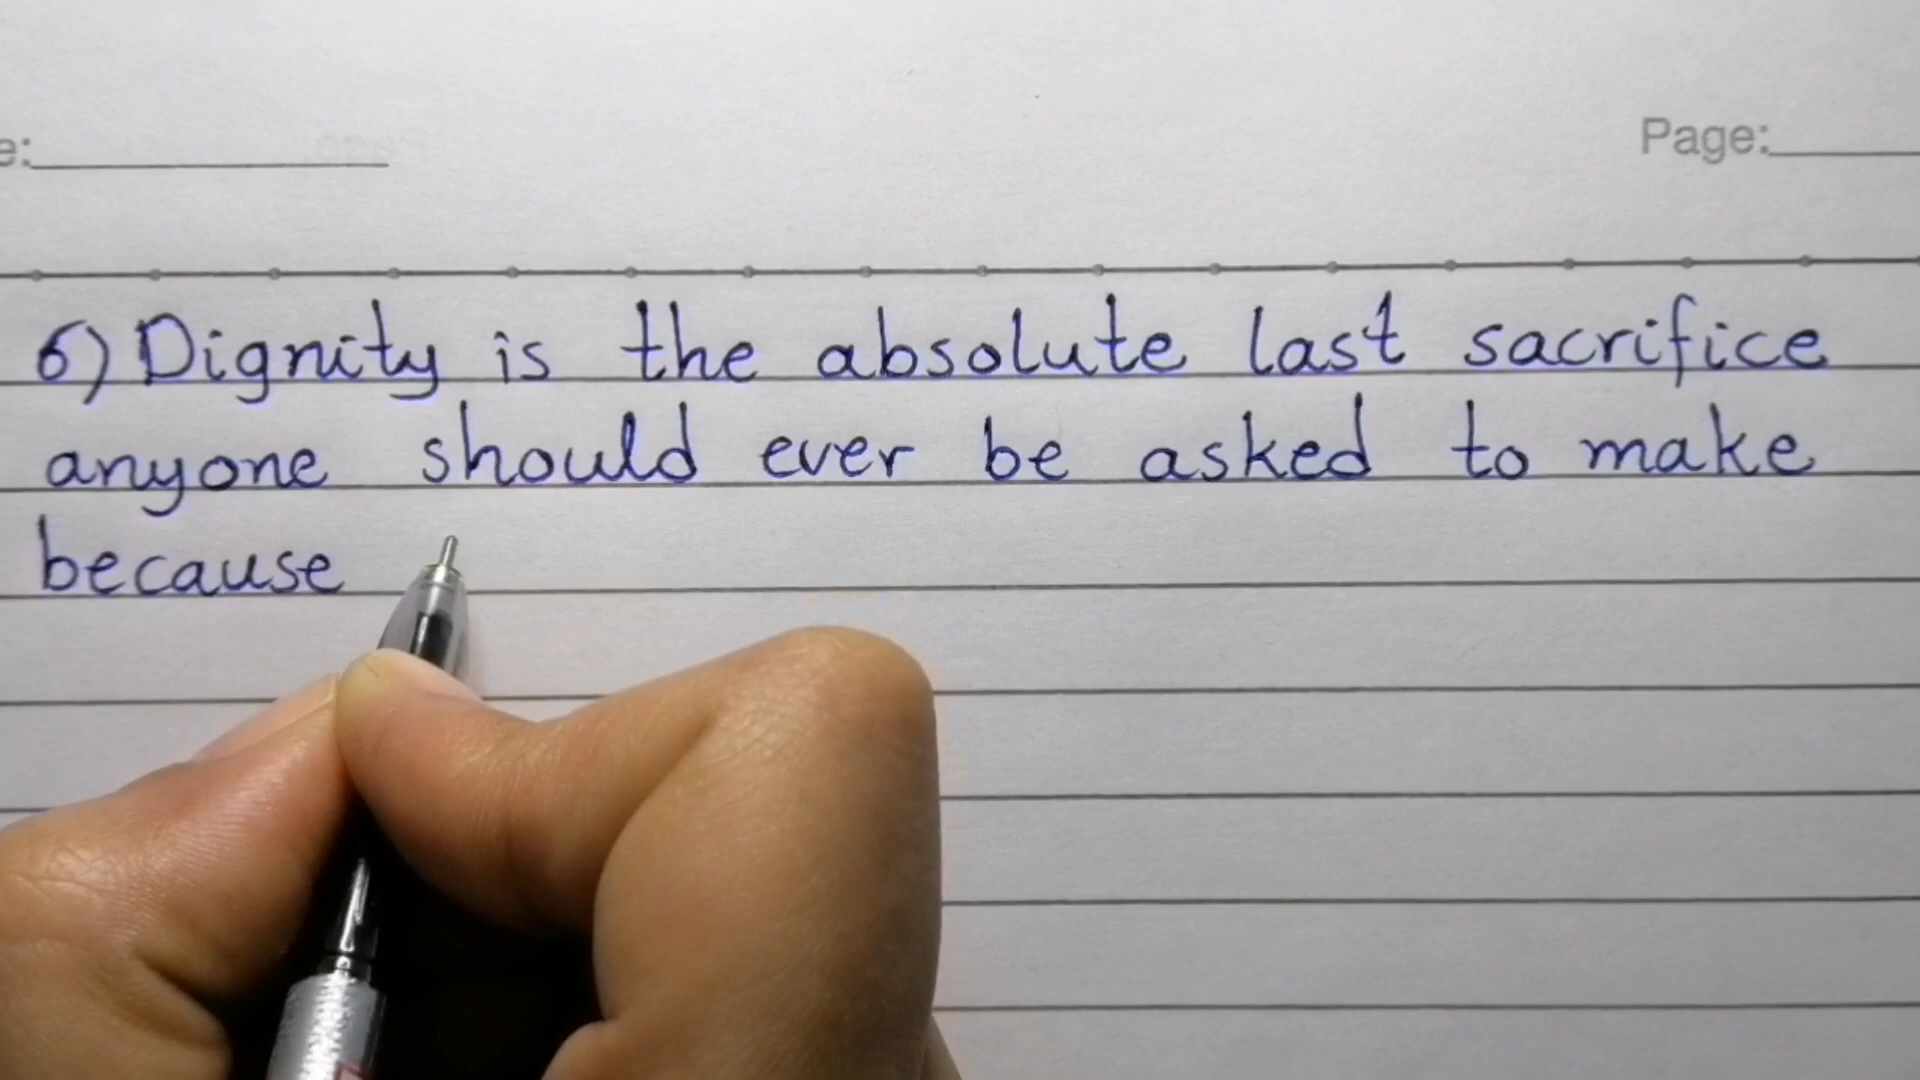 e:
Page:
6) Dignity is the absolute last sacrifice
anyone should ever be asked to make
because